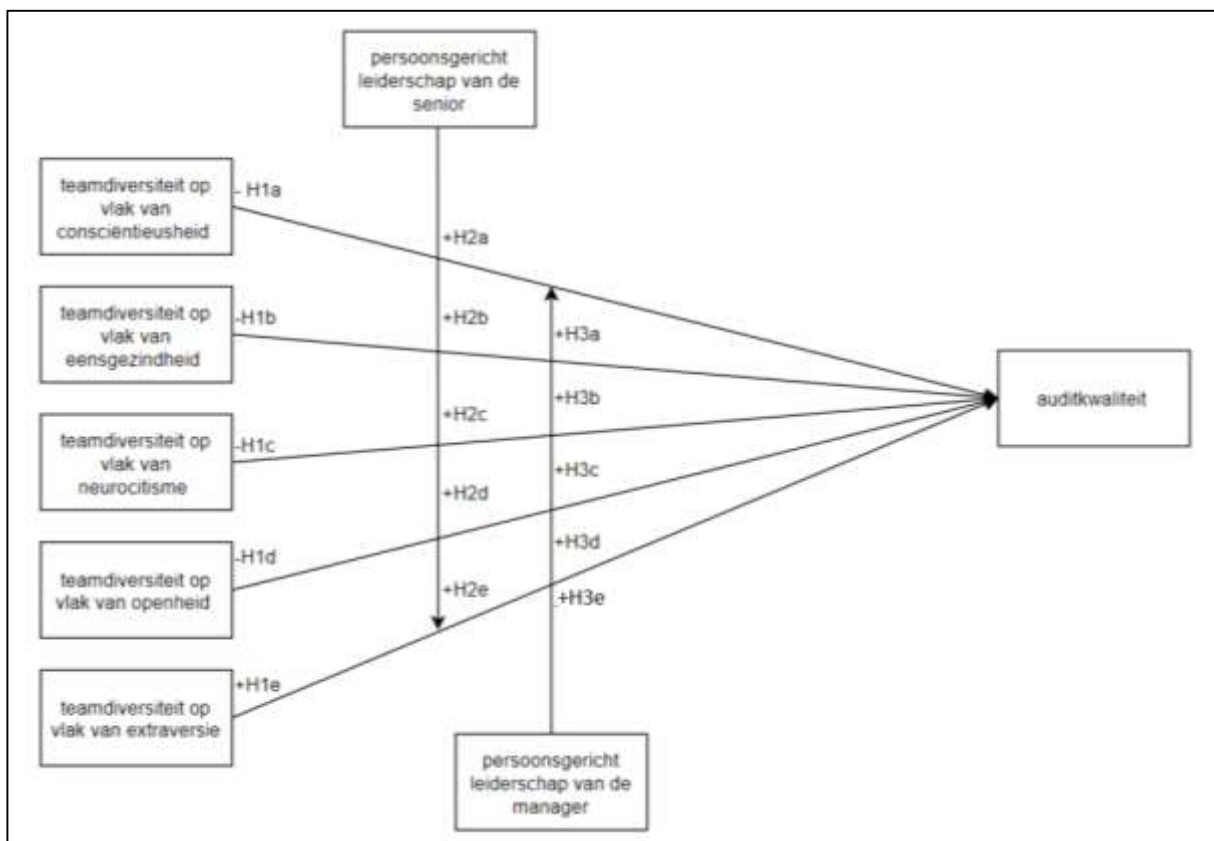 persoonsgericht
leiderschap van de
senior
teamdiversiteit op
vlak van
consciëntieusheid
- H1a
+H2a
teamdiversiteit op
vlak van
eensgezindheid
-H1b
+H2b
+H3a
auditkwaliteit
teamdiversiteit op
vlak van
neurocitisme
-H1c
+H2c
+H3b
+H3c
teamdiversiteit op
vlak van openheid
-H1d
+H2d
+H3d
+H2e
+H3e
teamdiversiteit op
vlak van extraversie
+H1e
persoonsgericht
leiderschap van de
manager